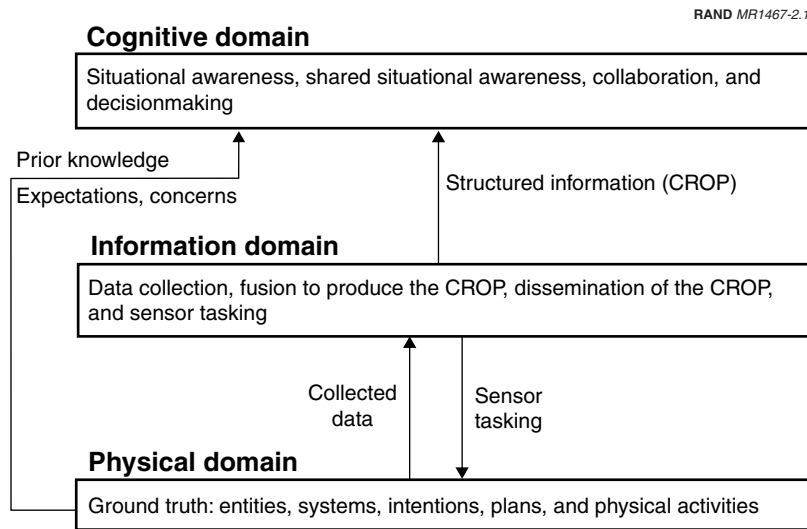 RAND MR1467-2.1
Cognitive domain
Situational awareness, shared situational awareness, collaboration, and
decisionmaking
Prior knowledge
Expectations, concerns
Structured information (CROP)
Information domain
Data collection, fusion to produce the CROP, dissemination of the CROP,
and sensor tasking
Collected
data
Sensor
tasking
Physical domain
Ground truth: entities, systems, intentions, plans, and physical activities